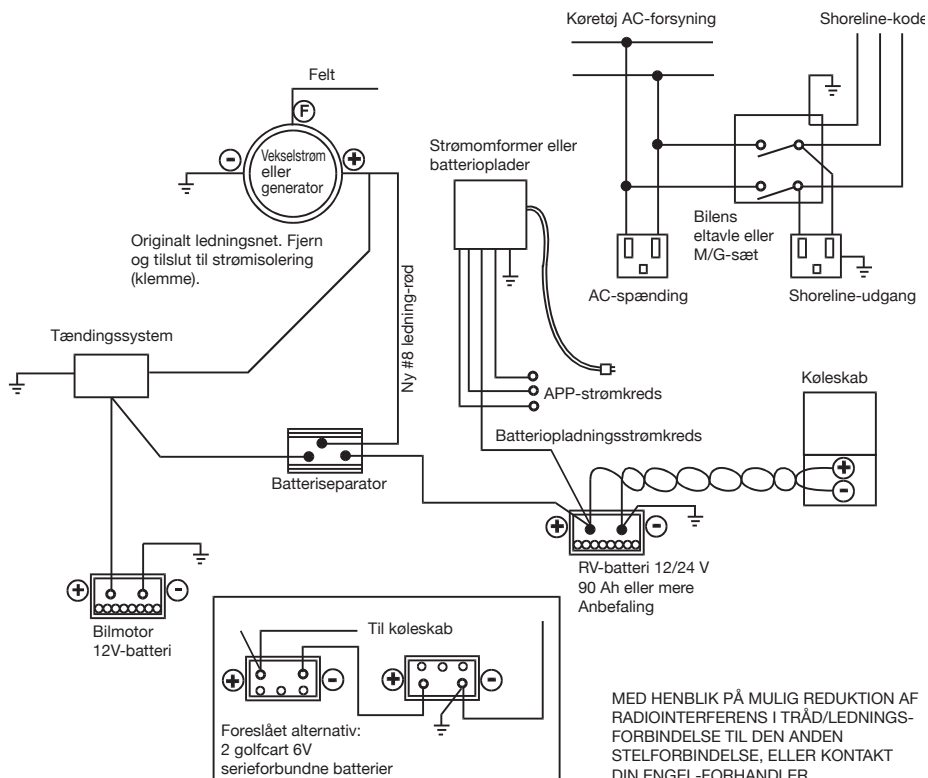 Køretøj AC-forsyning
Shoreline-kode
Felt
F
Vekselstrøm
eller
generator
Strømomformer eller
batterioplader
Originalt ledningsnet. Fjern
og tilslut til strømisolering
(klemme).
Bilens
eltavle eller
M/G-sæt
AC-spænding
Shoreline-udgang
Ny #8 ledning-rød
Tændingssystem
Køleskab
APP-strømkreds
Batteriopladningsstrømkreds
Batteriseparator
RV-batteri 12/24 V
90 Ah eller mere
Anbefaling
Bilmotor
12V-batteri
Til køleskab
Foreslået alternativ:
2 golfcart 6V
serieforbundne batterier
MED HENBLIK PÅ MULIG REDUKTION AF
RADIOINTERFERENS I TRÅD/LEDNINGS-
FORBINDELSE TIL DEN ANDEN
STELFORBINDELSE, ELLER KONTAKT
DIN ENGEL-FORHANDLER